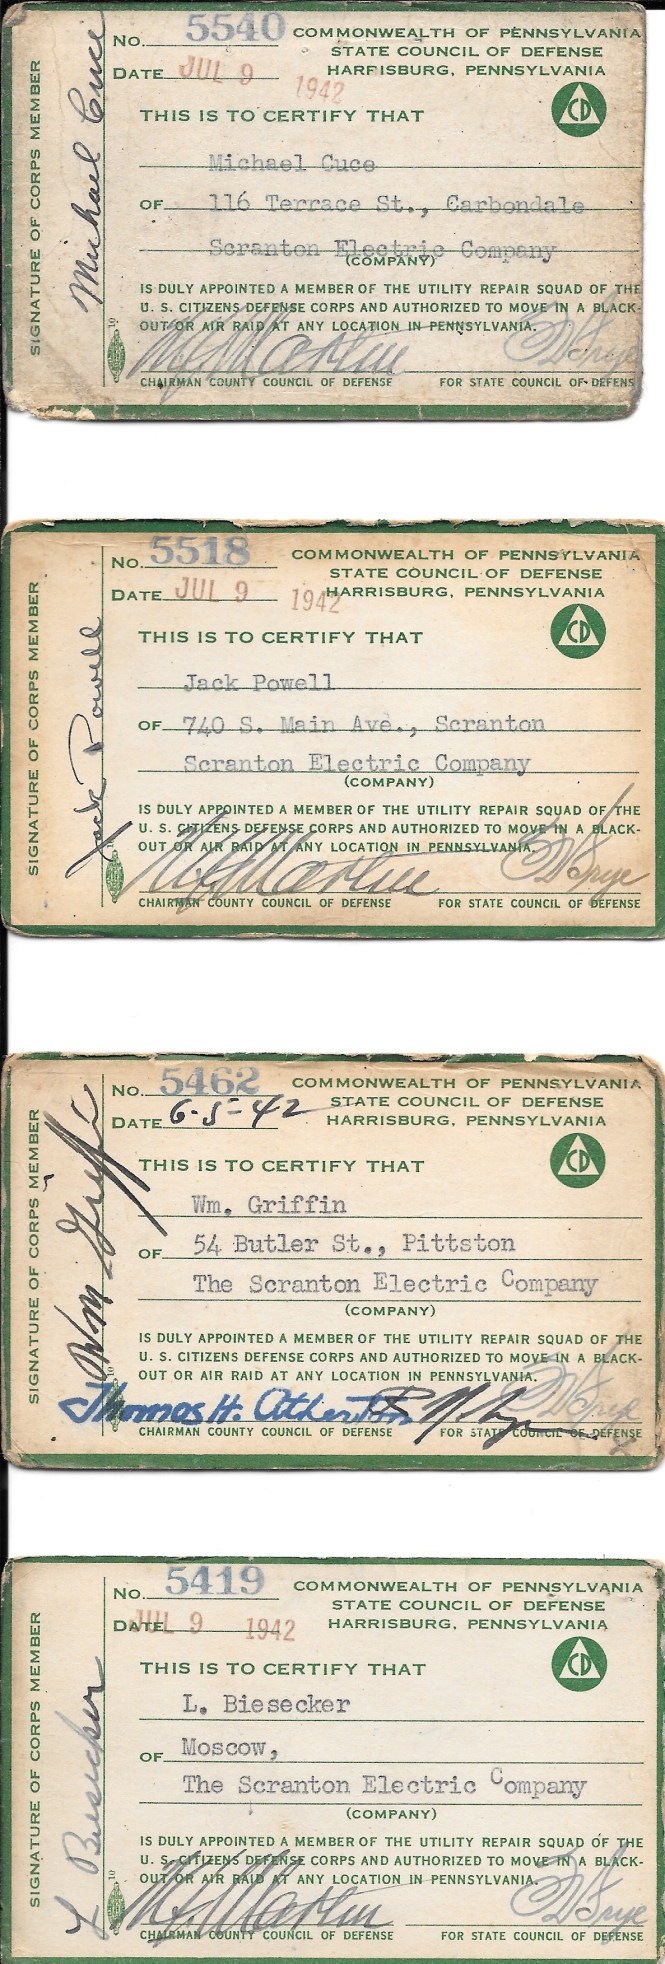 No. 5540 COMMONWEALTH OF PENNSYLVANIA
STATE COUNCIL OF DEFENSE
DATE JUL 9 1942 HARRISBURG, PENNSYLVANIA
THIS IS TO CERTIFY THAT CD
Michael Cuce
OF 116 Terrace St., Carbondale
Scranton Electric Company
(COMPANY)
IS DULY APPOINTED A MEMBER OF THE UTILITY REPAIR SQUAD OF THE
U. S. CITIZENS DEFENSE CORPS AND AUTHORIZED TO MOVE IN A BLACK-
OUT OR AIR RAID AT ANY LOCATION IN PENNSYLVANIA.
CHAIRMAN COUNTY COUNCIL OF DEFENSE FOR STATE COUNCIL OF DEFENS
SIGNATURE OF CORPS MEMBER
Michael Cuce
No. 5518 COMMONWEALTH OF PENNSYLVANIA
STATE COUNCIL OF DEFENSE
DATE JUL 9 1942 HARRISBURG, PENNSYLVANIA
THIS IS TO CERTIFY THAT CD
Jack Powell
OF 740 S. Main Ave., Scranton
Scranton Electric Company
(COMPANY)
IS DULY APPOINTED A MEMBER OF THE UTILITY REPAIR SQUAD OF THE
U. S. CITIZENS DEFENSE CORPS AND AUTHORIZED TO MOVE IN A BLACK-
OUT OR AIR RAID AT ANY LOCATION IN PENNSYLVANIA.
CHAIRMAN COUNTY COUNCIL OF DEFENSE FOR STATE COUNCIL OF DEFENSE
SIGNATURE OF CORPS MEMBER
Jack Powell
No. 5462 COMMONWEALTH OF PENNSYLVANIA
STATE COUNCIL OF DEFENSE
DATE 6-5-42 HARRISBURG, PENNSYLVANIA
THIS IS TO CERTIFY THAT CD
Wm. Griffin
OF 54 Butler St., Pittston
The Scranton Electric Company
(COMPANY)
IS DULY APPOINTED A MEMBER OF THE UTILITY REPAIR SQUAD OF THE
U. S. CITIZENS DEFENSE CORPS AND AUTHORIZED TO MOVE IN A BLACK-
OUT OR AIR RAID AT ANY LOCATION IN PENNSYLVANIA.
Thomas H. Atherton
CHAIRMAN COUNTY COUNCIL OF DEFENSE FOR STATE COUNCIL OF DEFENSE
SIGNATURE OF CORPS MEMBER
Wm Griffin
No. 5419 COMMONWEALTH OF PENNSYLVANIA
STATE COUNCIL OF DEFENSE
DATE JUL 9 1942 HARRISBURG, PENNSYLVANIA
THIS IS TO CERTIFY THAT CD
L. Biesecker
OF Moscow,
The Scranton Electric Company
(COMPANY)
IS DULY APPOINTED A MEMBER OF THE UTILITY REPAIR SQUAD OF THE
U. S. CITIZENS DEFENSE CORPS AND AUTHORIZED TO MOVE IN A BLACK-
OUT OR AIR RAID AT ANY LOCATION IN PENNSYLVANIA.
CHAIRMAN COUNTY COUNCIL OF DEFENSE FOR STATE COUNCIL OF DEFENSE
SIGNATURE OF CORPS MEMBER
L Biesecker